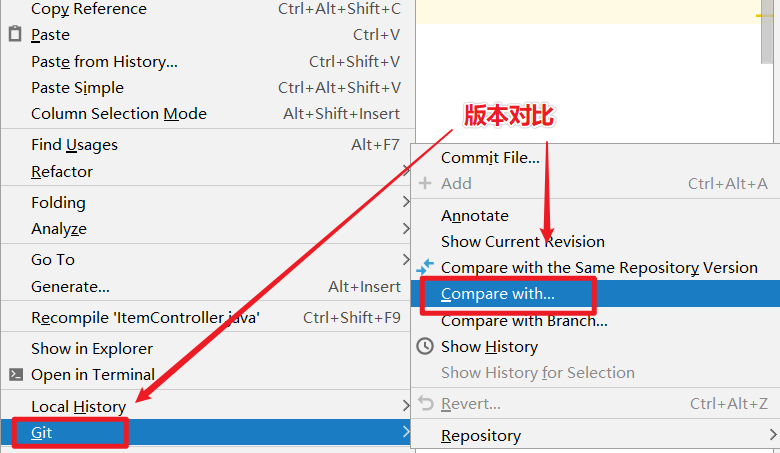 Copy Reference Ctrl+Alt+Shift+C
Paste Ctrl+V
Paste from History... Ctrl+Shift+V
Paste Simple Ctrl+Alt+Shift+V
Column Selection Mode Alt+Shift+Insert
Find Usages Alt+F7
Refactor
Folding
Analyze
Go To
Generate... Alt+Insert
Recompile 'ItemController.java' Ctrl+Shift+F9
Show in Explorer
Open in Terminal
Local History
Git
版本对比
Commit File...
Add Ctrl+Alt+A
Annotate
Show Current Revision
Compare with the Same Repository Version
Compare with...
Compare with Branch...
Show History
Show History for Selection
Revert... Ctrl+Alt+Z
Repository